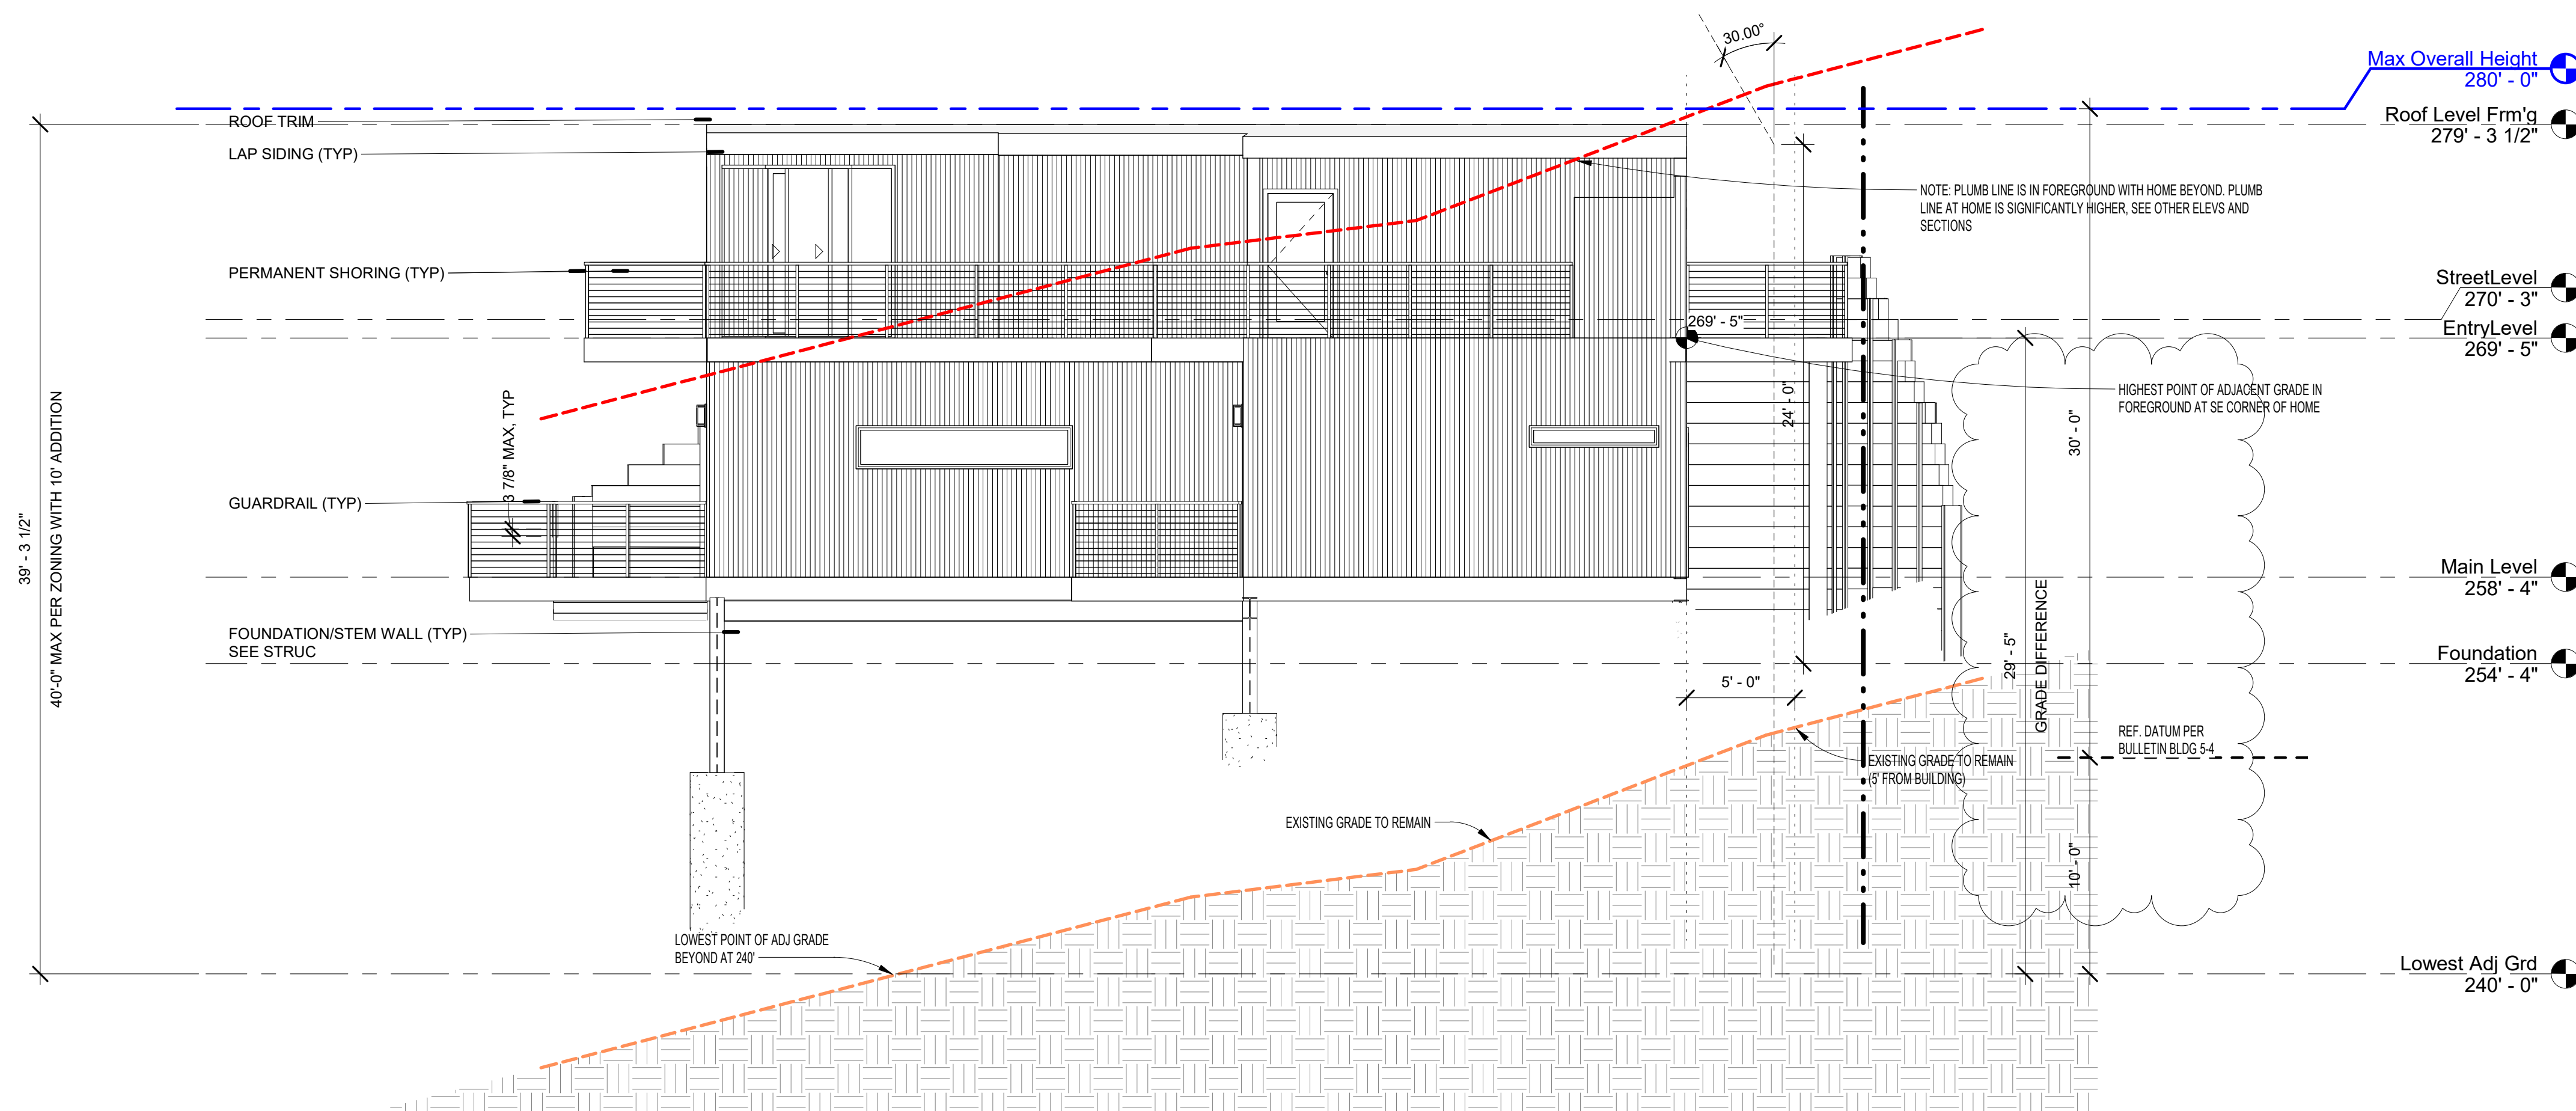 30.00°
Max Overall Height
280' - 0"
ROOF TRIM
Roof Level Frm'g
279' - 3 1/2"
LAP SIDING (TYP)
NOTE: PLUMB LINE IS IN FOREGROUND WITH HOME BEYOND. PLUMB
LINE AT HOME IS SIGNIFICANTLY HIGHER, SEE OTHER ELEVS AND
SECTIONS
PERMANENT SHORING (TYP)
StreetLevel
270' - 3"
269' - 5"
EntryLevel
269' - 5"
HIGHEST POINT OF ADJACENT GRADE IN
FOREGROUND AT SE CORNER OF HOME
24' - 0"
30' - 0"
3 7/8" MAX, TYP
39' - 3 1/2"
40'-0" MAX PER ZONING WITH 10' ADDITION
GUARDRAIL (TYP)
Main Level
258' - 4"
FOUNDATION/STEM WALL (TYP)
SEE STRUC
29' - 5"
GRADE DIFFERENCE
Foundation
254' - 4"
5' - 0"
REF. DATUM PER
BULLETIN BLDG 5-4
EXISTING GRADE TO REMAIN
(5' FROM BUILDING)
EXISTING GRADE TO REMAIN
10' - 0"
LOWEST POINT OF ADJ GRADE
BEYOND AT 240'
Lowest Adj Grd
240' - 0"